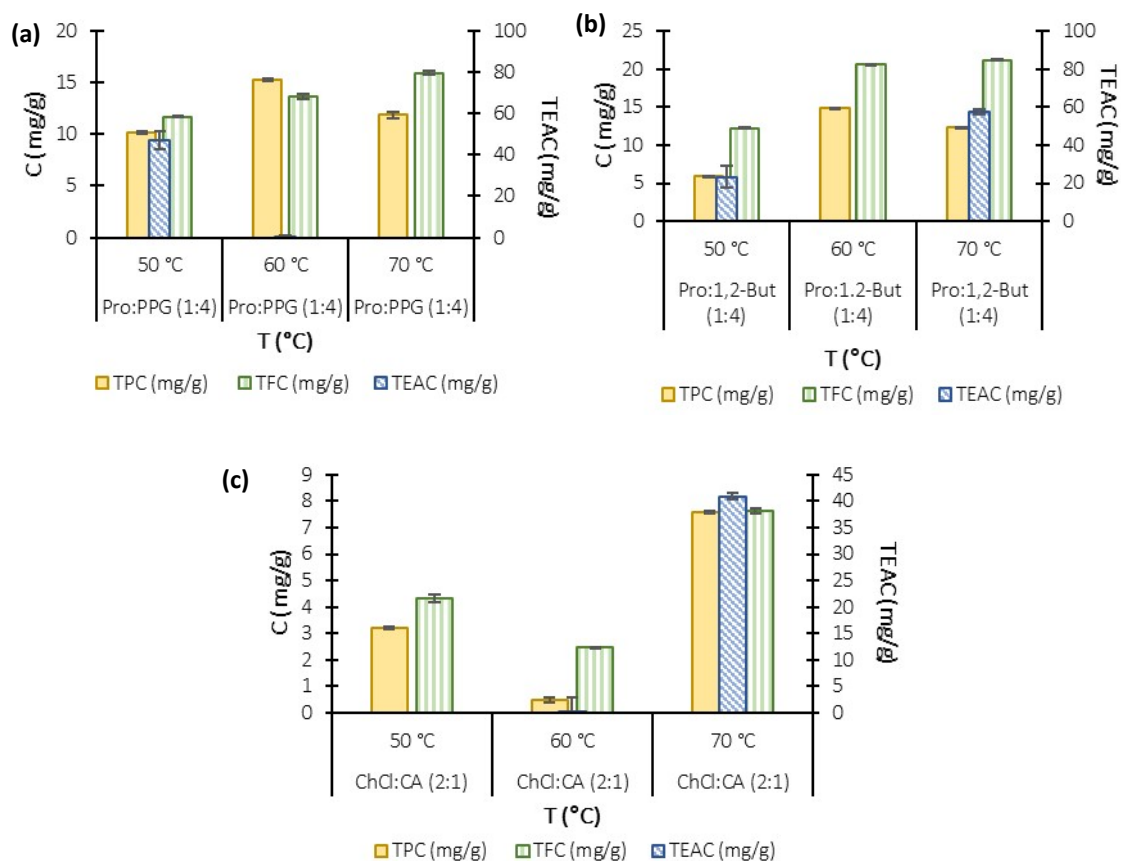 (a)
20
15
10
5
0
C (mg/g)
100
80
60
40
20
0
TEAC (mg/g)
50 °C
60 °C
70 °C
Pro:PPG (1:4)
Pro:PPG (1:4)
Pro:PPG (1:4)
T (°C)
TPC (mg/g)
TFC (mg/g)
TEAC (mg/g)
(b)
25
20
15
10
5
0
C (mg/g)
100
80
60
40
20
0
TEAC (mg/g)
50 °C
60 °C
70 °C
Pro:1,2-But
(1:4)
Pro:1.2-But
(1:4)
Pro:1,2-But
(1:4)
T (°C)
TPC (mg/g)
TFC (mg/g)
TEAC (mg/g)
(c)
9
8
7
6
5
4
3
2
1
0
C (mg/g)
45
40
35
30
25
20
15
10
5
0
TEAC (mg/g)
50 °C
60 °C
70 °C
ChCl:CA (2:1)
ChCl:CA (2:1)
ChCl:CA (2:1)
T (°C)
TPC (mg/g)
TFC (mg/g)
TEAC (mg/g)